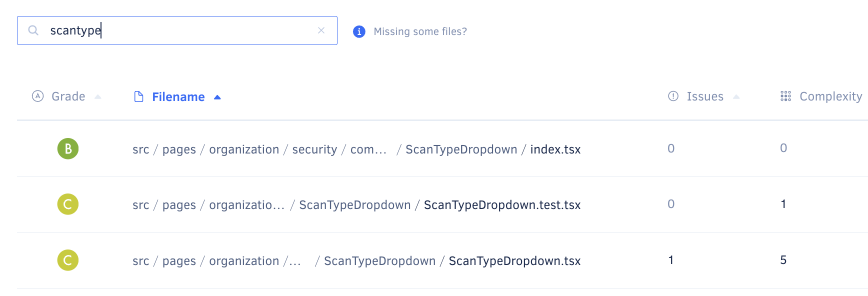 scantype × Missing some files?
Grade Filename Issues Complexity
B src / pages / organization / security / com... / ScanTypeDropdown / index.tsx 0 0
C src / pages / organizatio... / ScanTypeDropdown / ScanTypeDropdown.test.tsx 0 1
C src / pages / organization /... / ScanTypeDropdown / ScanTypeDropdown.tsx 1 5